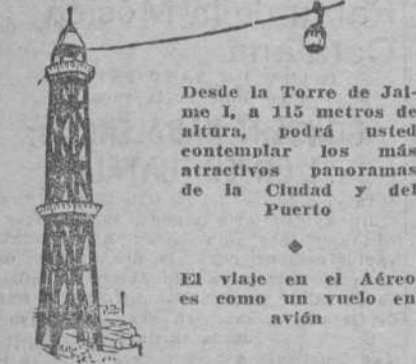 Desde la Torre de Jai-
me I, a 115 metros de
altura, podrá usted
contemplar los más
atractivos panoramas
de la Ciudad y del
Puerto
El viaje en el Aéreo
es como un vuelo en
avión